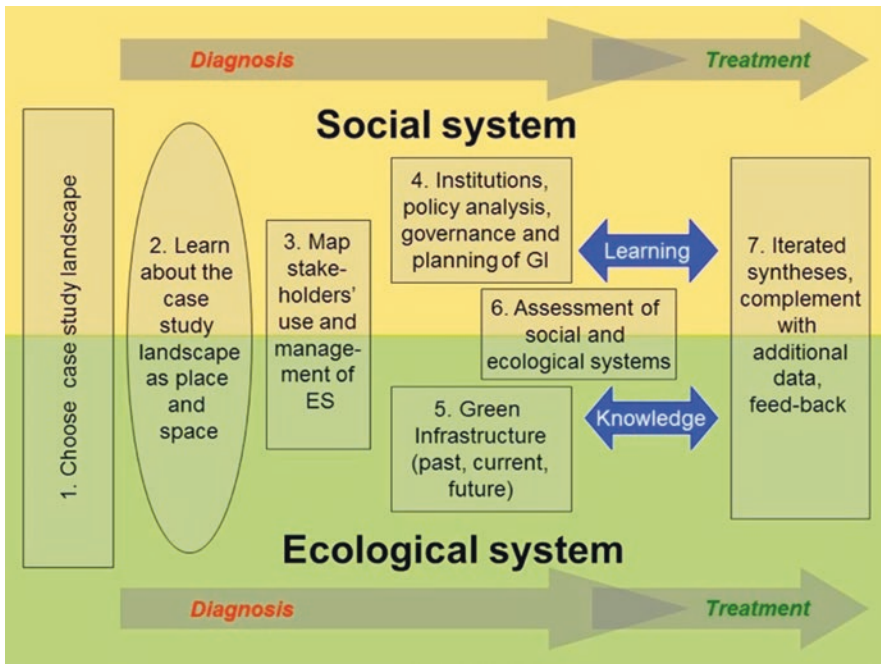 Diagnosis
Treatment
Social system
1. Choose case study landscape
2. Learn
about the
case
study
landscape
as place
and
space
3. Map
stake-
holders'
use and
manage-
ment of
ES
4. Institutions,
policy analysis,
governance and
planning of GI
Learning
6. Assessment of
social and
ecological systems
5. Green
Infrastructure
(past, current,
future)
Knowledge
7. Iterated
syntheses,
complement
with
additional
data,
feed-back
Ecological system
Diagnosis
Treatment